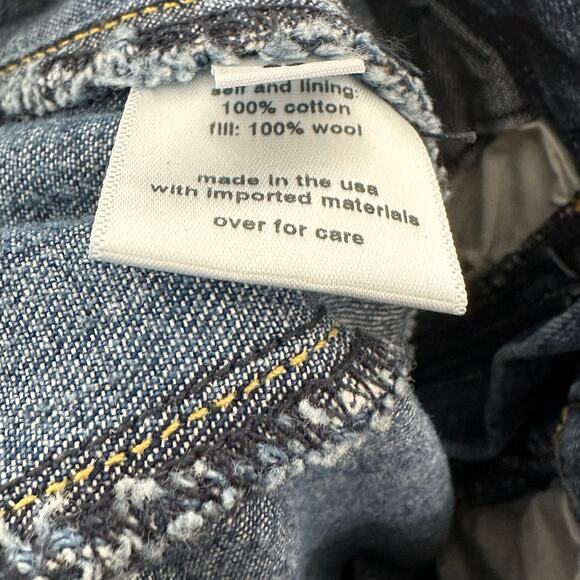 self and lining:
100% cotton
fill: 100% wool
made in the usa
with imported materials
over for care